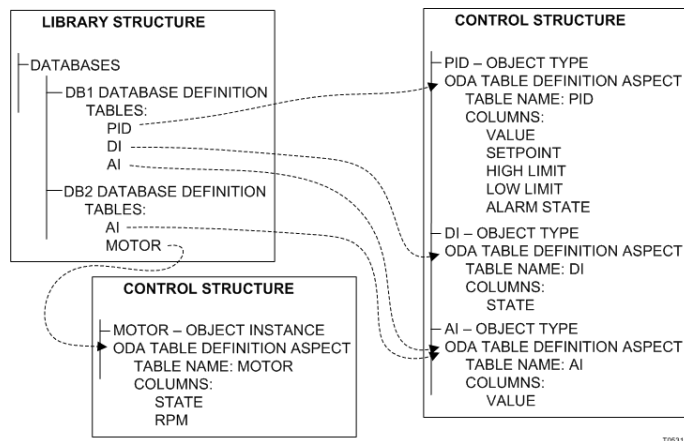 LIBRARY STRUCTURE
DATABASES
DB1 DATABASE DEFINITION
TABLES:
PID
DI
AI
DB2 DATABASE DEFINITION
TABLES:
AI
MOTOR
CONTROL STRUCTURE
MOTOR – OBJECT INSTANCE
ODA TABLE DEFINITION ASPECT
TABLE NAME: MOTOR
COLUMNS:
STATE
RPM
CONTROL STRUCTURE
PID – OBJECT TYPE
ODA TABLE DEFINITION ASPECT
TABLE NAME: PID
COLUMNS:
VALUE
SETPOINT
HIGH LIMIT
LOW LIMIT
ALARM STATE
DI – OBJECT TYPE
ODA TABLE DEFINITION ASPECT
TABLE NAME: DI
COLUMNS:
STATE
AI – OBJECT TYPE
ODA TABLE DEFINITION ASPECT
TABLE NAME: AI
COLUMNS:
VALUE